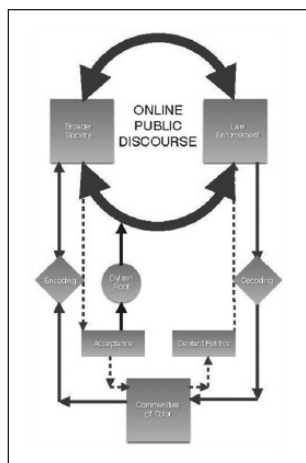 ONLINE
PUBLIC
DISCOURSE
Broader
Society
Law
Enforcement
Encoding
Dylann
Roof
Decoding
Acceptance
Deviant Politics
Communities
of Color